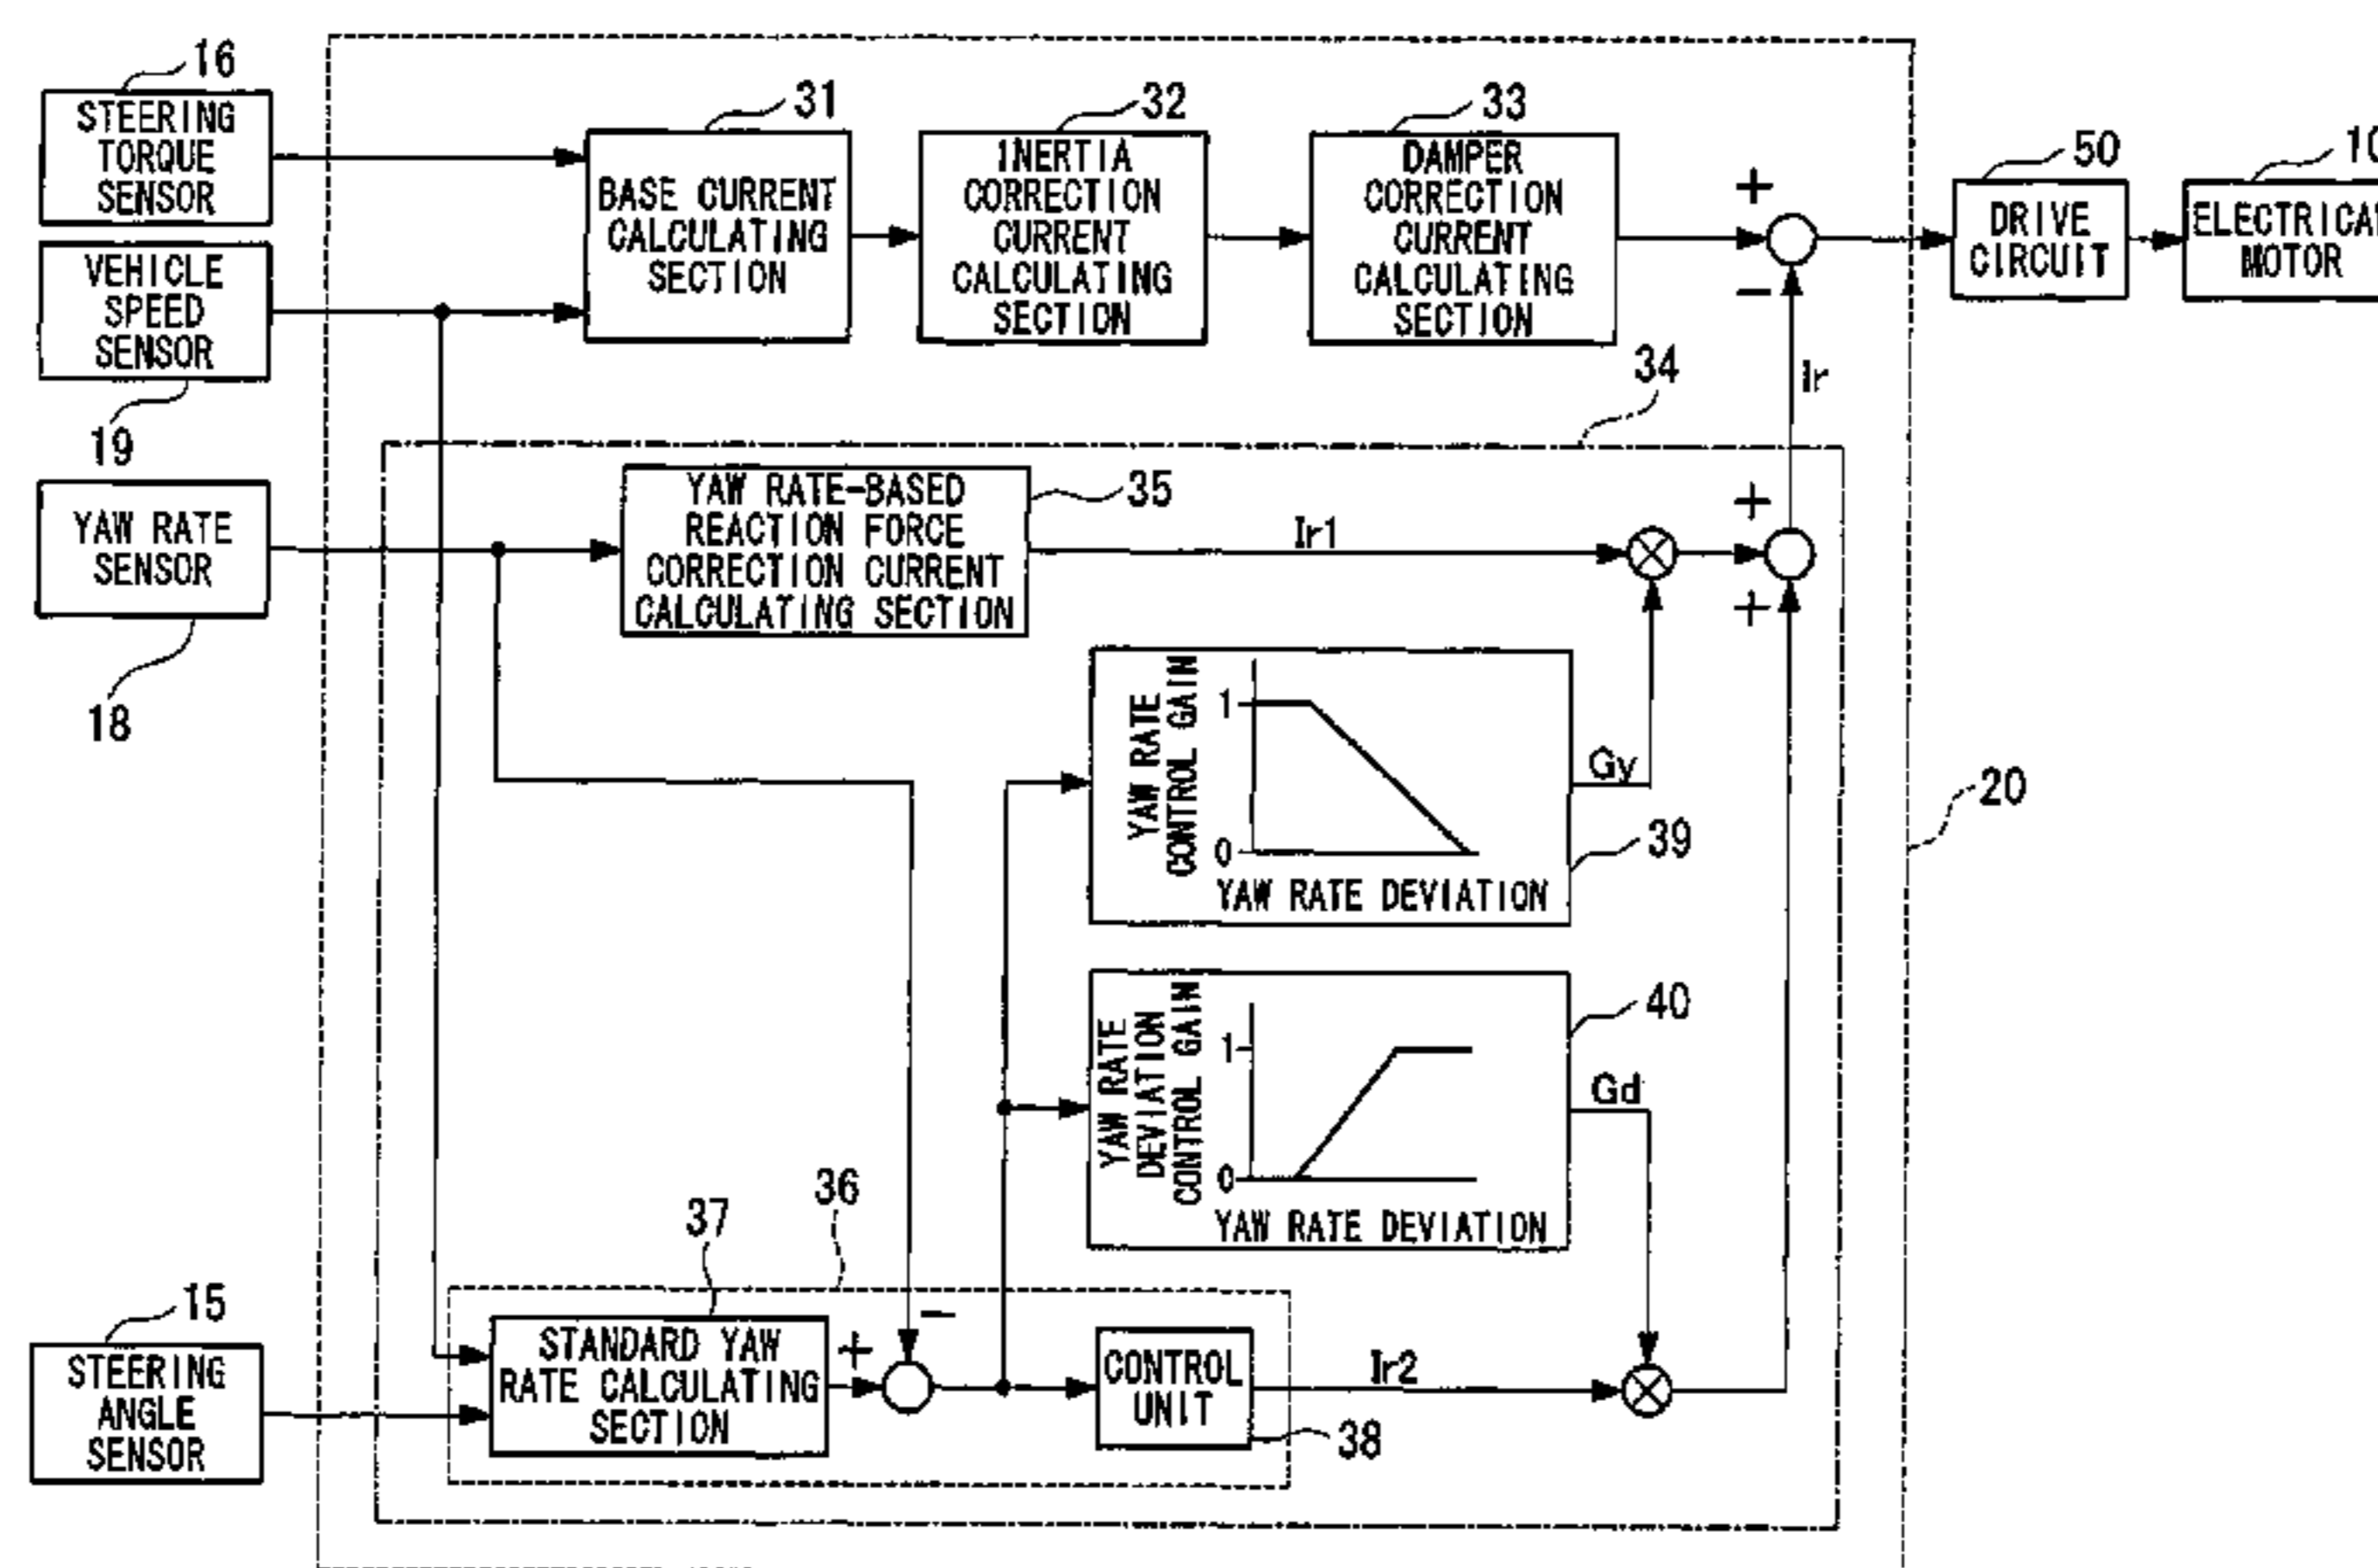 16
STEERING
TORQUE
SENSOR
VEHICLE
SPEED
SENSOR
19
31
BASE CURRENT
CALCULATING
SECTION
32
INERTIA
CORRECTION
CURRENT
CALCULATING
SECTION
33
DAMPER
CORRECTION
CURRENT
CALCULATING
SECTION
+
−
50
DRIVE
CIRCUIT
10
ELECTRICAL
MOTOR
34
Ir
YAW RATE
SENSOR
18
YAW RATE-BASED
REACTION FORCE
CORRECTION CURRENT
CALCULATING SECTION
35
Ir1
+
+
YAW RATE
CONTROL GAIN
1
0
YAW RATE DEVIATION
Gy
39
20
YAW RATE
DEVIATION
CONTROL GAIN
1
0
YAW RATE DEVIATION
40
Gd
36
37
15
STEERING
ANGLE
SENSOR
STANDARD YAW
RATE CALCULATING
SECTION
+
−
CONTROL
UNIT
38
Ir2